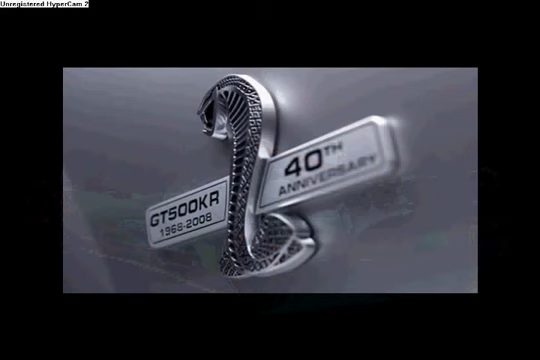 Unregistered HyperCam 2
40TH
ANNIVERSARY
GT500KR
1968-2008